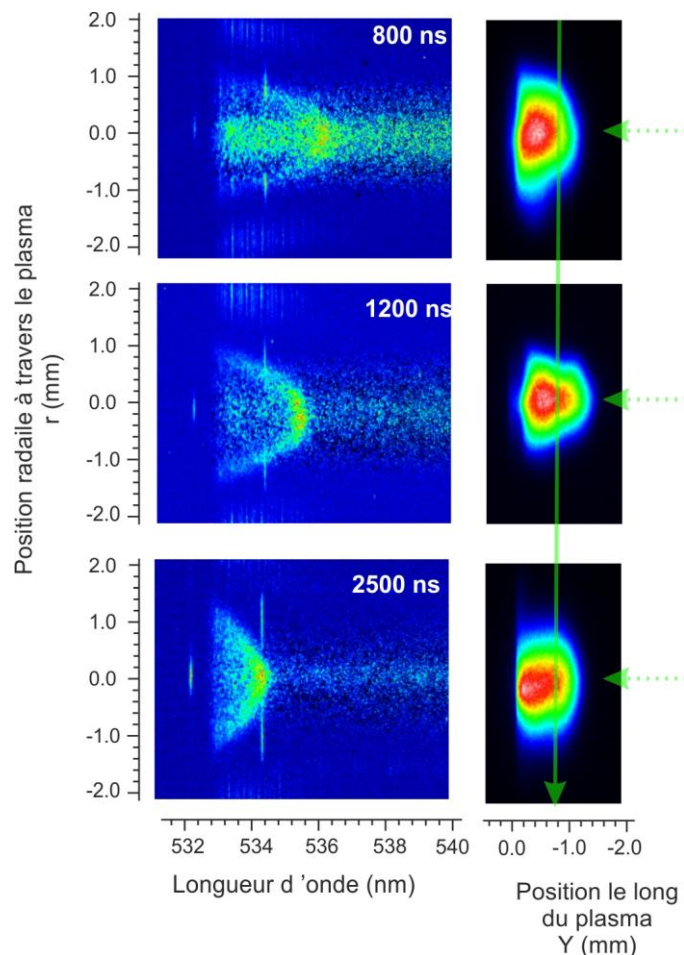 2.0
800 ns
1.0
0.0
-1.0
-2.0
2.0
1200 ns
1.0
0.0
-1.0
-2.0
2.0
2500 ns
1.0
0.0
-1.0
-2.0
Position radaile à travers le plasma
r (mm)
532 534 536 538 540
Longueur d 'onde (nm)
0.0 -1.0 -2.0
Position le long
du plasma
Y (mm)